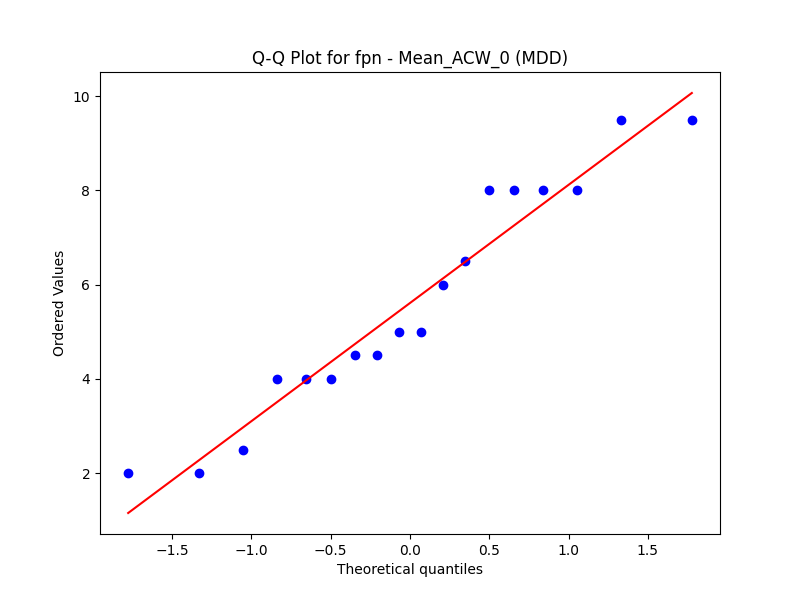 Q-Q Plot for fpn - Mean_ACW_0 (MDD)
10
8
6
4
2
Ordered Values
−1.5 −1.0 −0.5 0.0 0.5 1.0 1.5
Theoretical quantiles